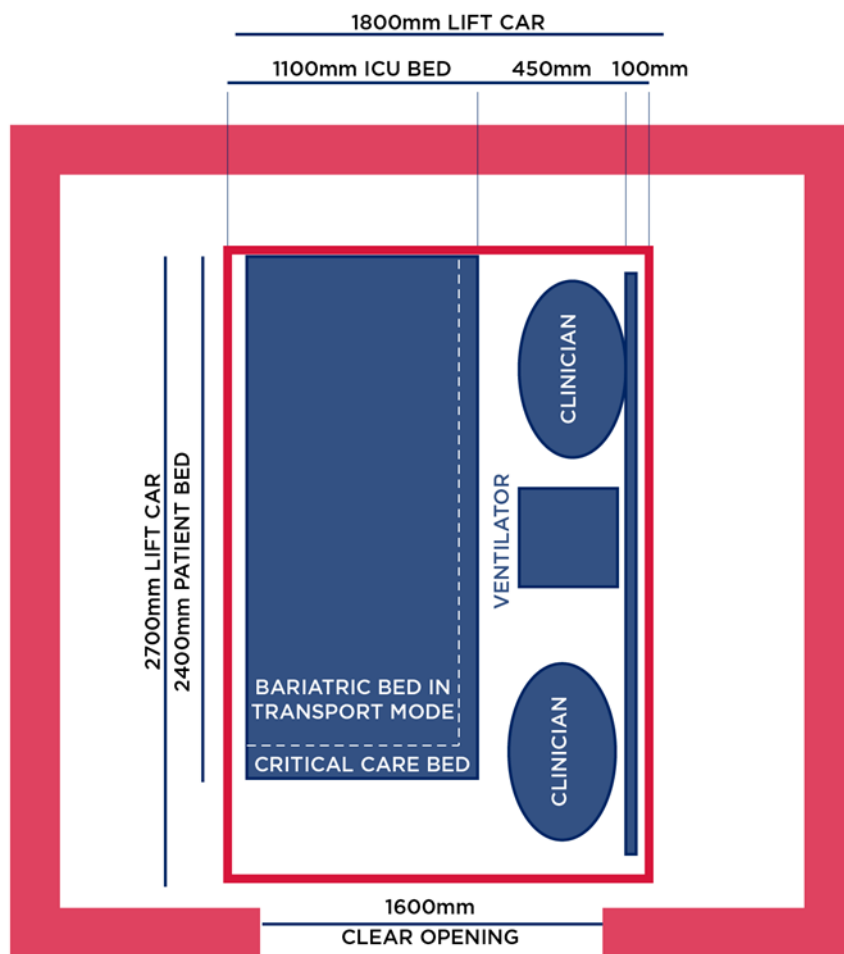 1800mm LIFT CAR
1100mm ICU BED
450mm
100mm
2700mm LIFT CAR
2400mm PATIENT BED
CLINICIAN
VENTILATOR
BARIATRIC BED IN
TRANSPORT MODE
CRITICAL CARE BED
CLINICIAN
1600mm
CLEAR OPENING